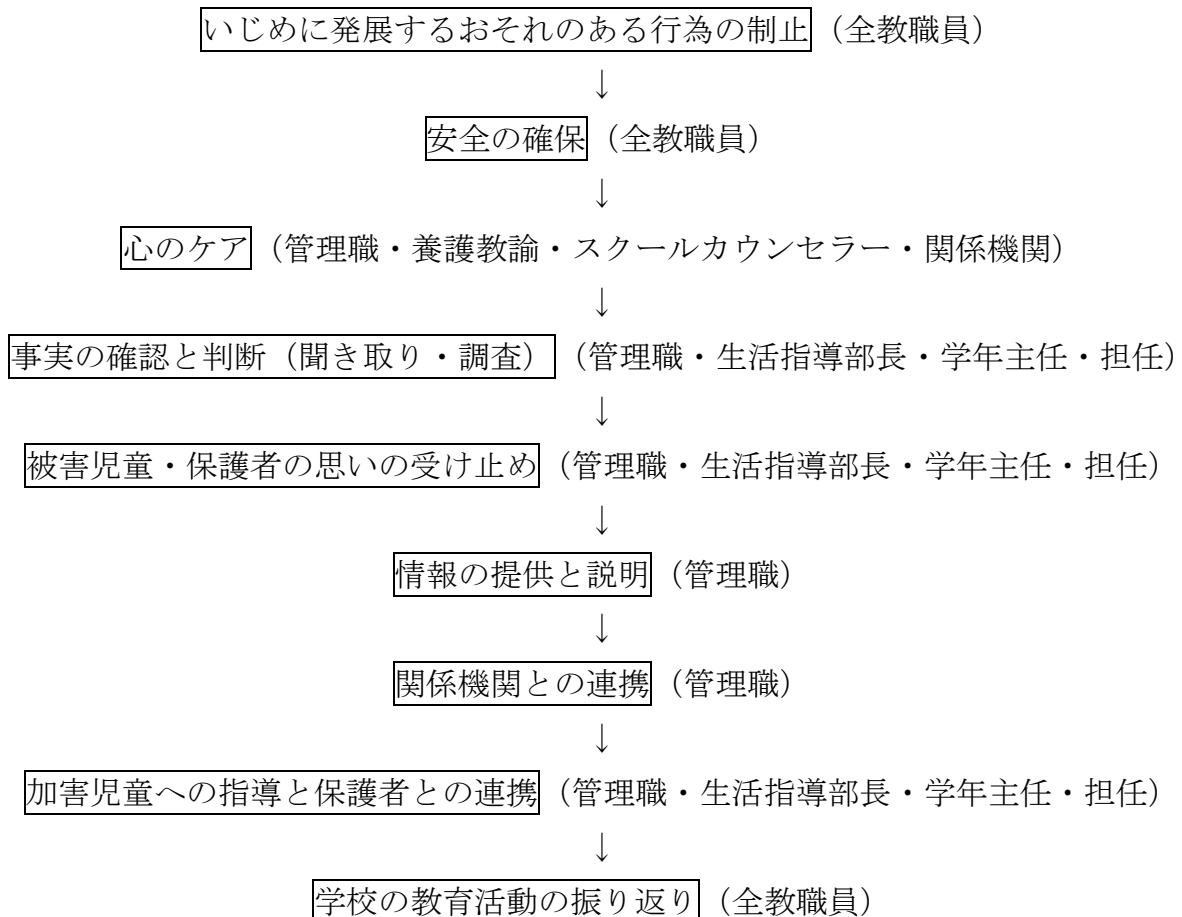 いじめに発展するおそれのある行為の制止（全教職員）
↓
安全の確保（全教職員）
↓
心のケア（管理職・養護教諭・スクールカウンセラー・関係機関）
↓
事実の確認と判断（聞き取り・調査）（管理職・生活指導部長・学年主任・担任）
↓
被害児童・保護者の思いの受け止め（管理職・生活指導部長・学年主任・担任）
↓
情報の提供と説明（管理職）
↓
関係機関との連携（管理職）
↓
加害児童への指導と保護者との連携（管理職・生活指導部長・学年主任・担任）
↓
学校の教育活動の振り返り（全教職員）